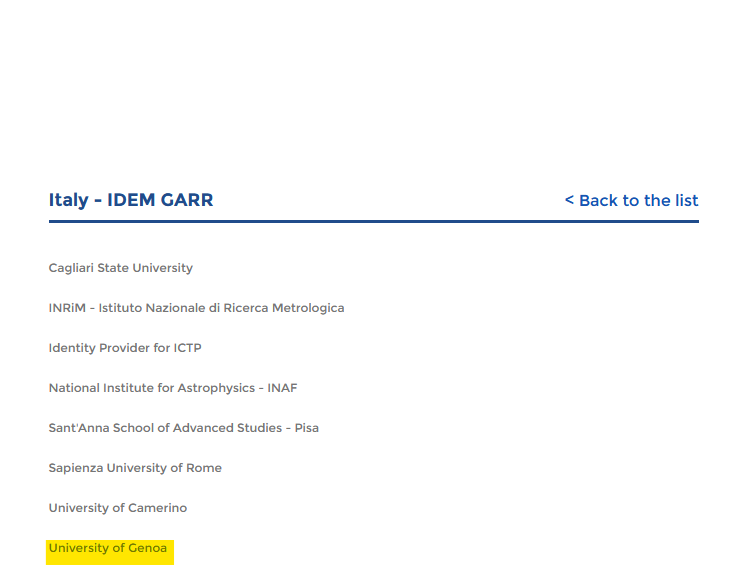 Italy - IDEM GARR
< Back to the list
Cagliari State University
INRiM - Istituto Nazionale di Ricerca Metrologica
Identity Provider for ICTP
National Institute for Astrophysics - INAF
Sant'Anna School of Advanced Studies - Pisa
Sapienza University of Rome
University of Camerino
University of Genoa